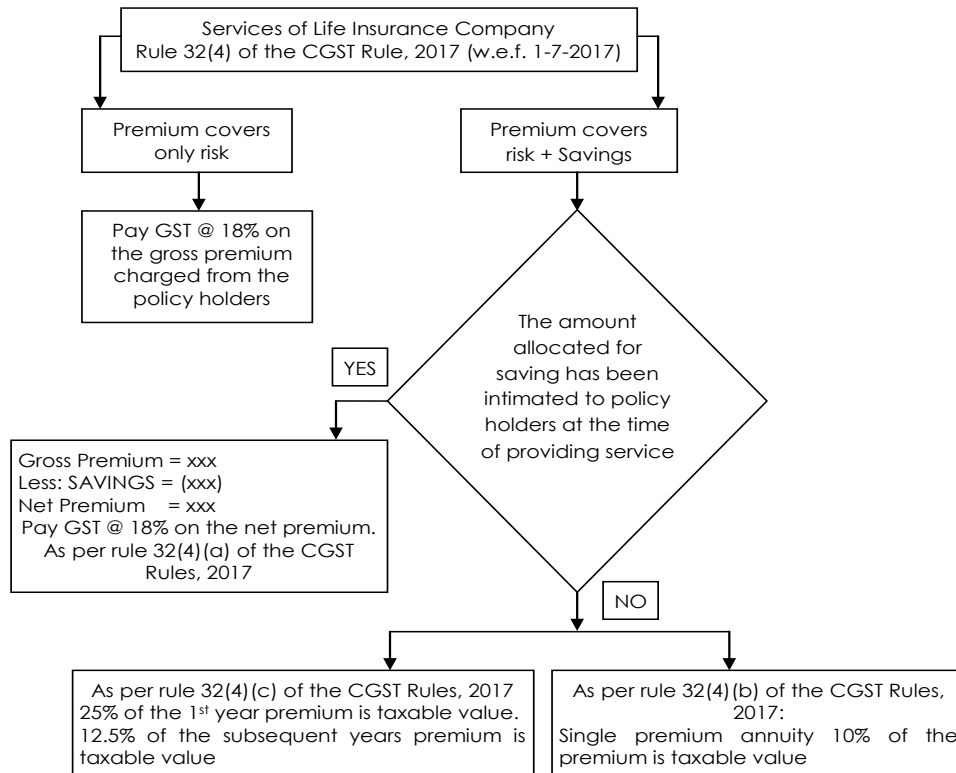 Services of Life Insurance Company
Rule 32(4) of the CGST Rule, 2017 (w.e.f. 1-7-2017)
Premium covers
only risk
Premium covers
risk + Savings
Pay GST @ 18% on
the gross premium
charged from the
policy holders
The amount
allocated for
saving has been
intimated to policy
holders at the time
of providing service
YES
Gross Premium = xxx
Less: SAVINGS = (xxx)
Net Premium = xxx
Pay GST @ 18% on the net premium.
As per rule 32(4)(a) of the CGST
Rules, 2017
NO
As per rule 32(4)(c) of the CGST Rules, 2017
25% of the 1st year premium is taxable value.
12.5% of the subsequent years premium is
taxable value
As per rule 32(4)(b) of the CGST Rules,
2017:
Single premium annuity 10% of the
premium is taxable value